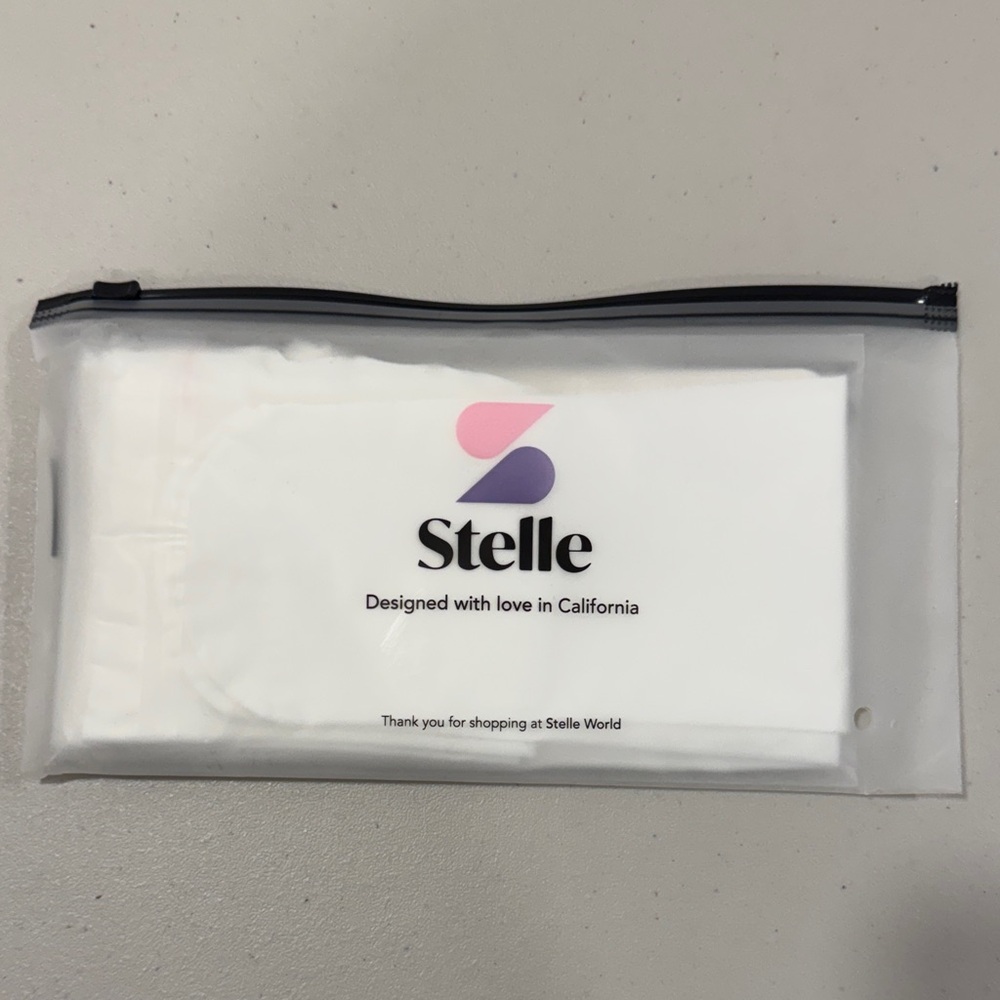 Stelle
Designed with love in California
Thank you for shopping at Stelle World